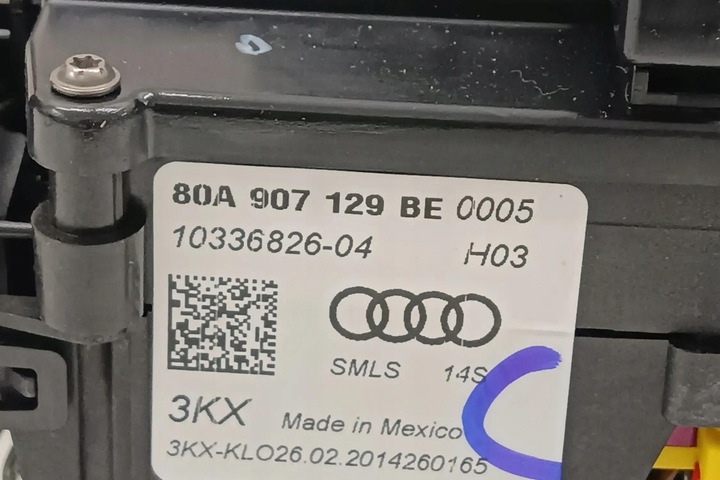 80A 907 129 BE 0005
10336826-04 H03
SMLS 14S
3KX Made in Mexico
3KX-KLO26.02.2014260165